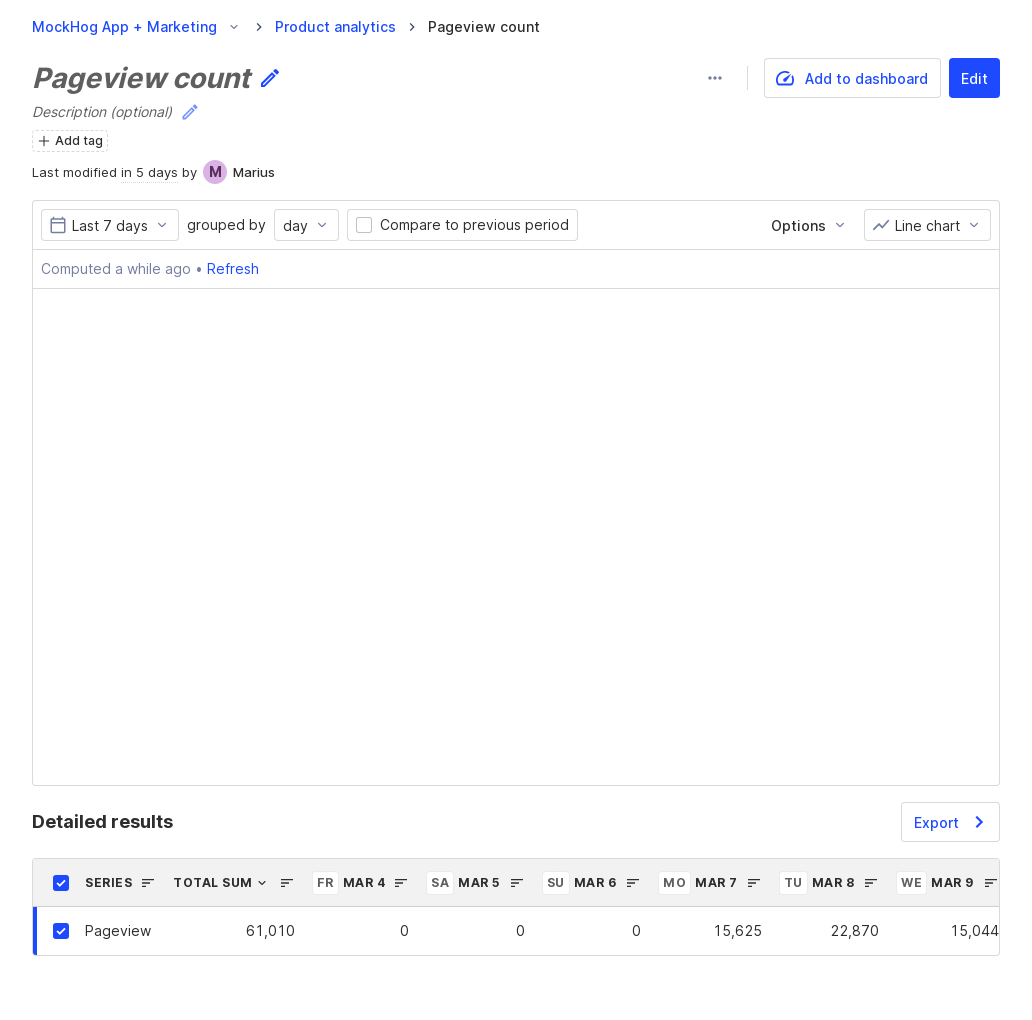 MockHog App + Marketing > Product analytics > Pageview count
Pageview count
Add to dashboard
Edit
Description (optional)
Add tag
Last modified in 5 days by M Marius
Last 7 days grouped by day Compare to previous period Options Line chart
Computed a while ago • Refresh
Detailed results
Export
SERIES TOTAL SUM FR MAR 4 SA MAR 5 SU MAR 6 MO MAR 7 TU MAR 8 WE MAR 9
Pageview 61,010 0 0 0 15,625 22,870 15,044